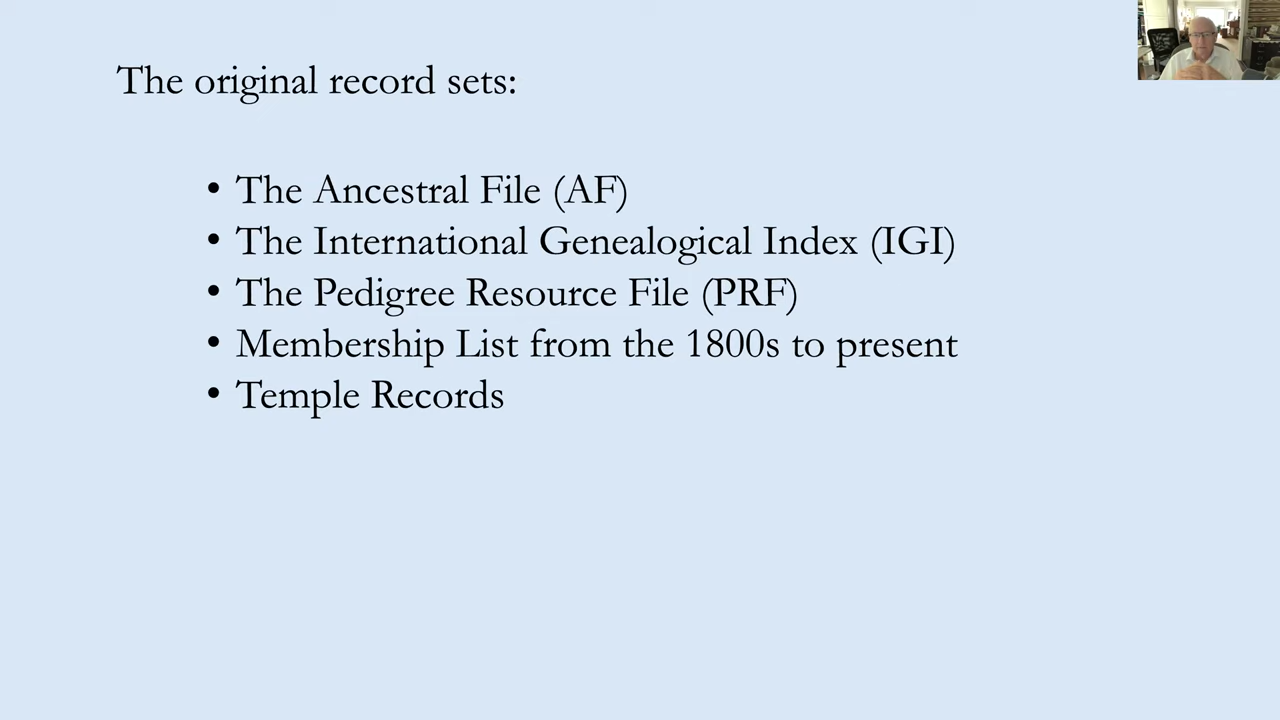 The original record sets:
• The Ancestral File (AF)
• The International Genealogical Index (IGI)
• The Pedigree Resource File (PRF)
• Membership List from the 1800s to present
• Temple Records